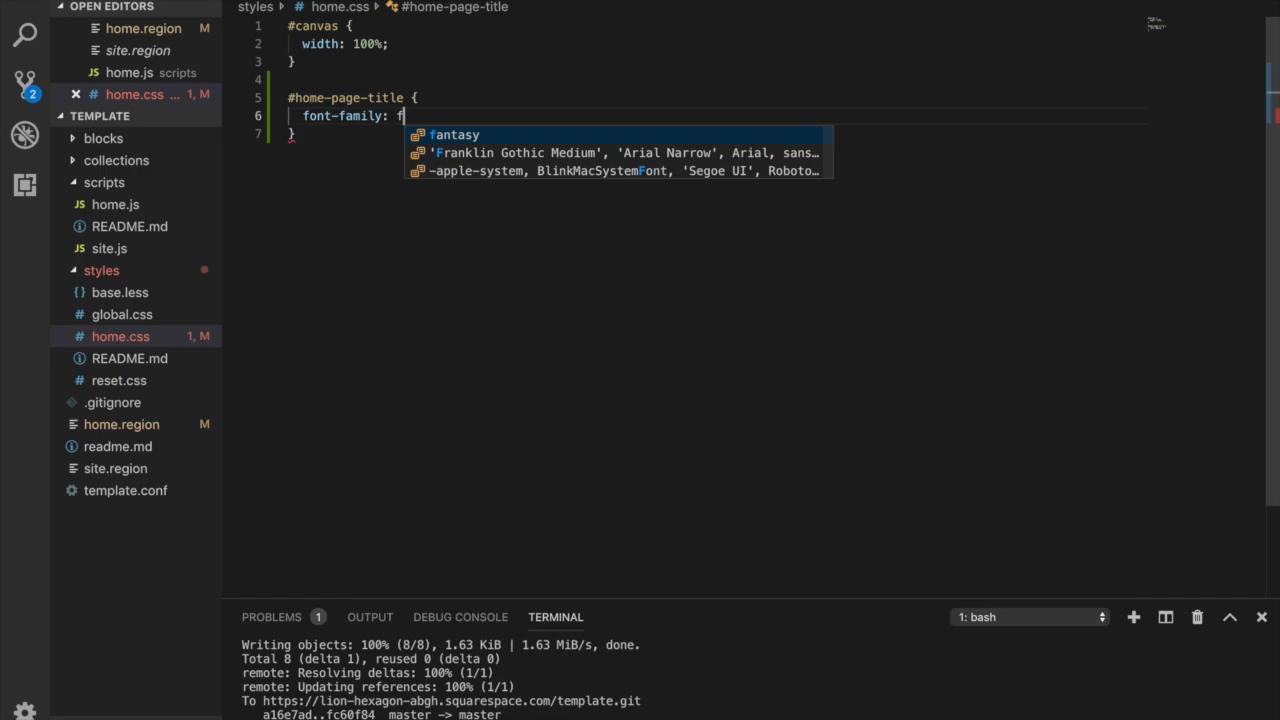 OPEN EDITORS
home.region M
site.region
home.js scripts
home.css ... 1, M
TEMPLATE
blocks
collections
scripts
JS home.js
README.md
JS site.js
styles
{} base.less
# global.css
# home.css 1, M
README.md
# reset.css
.gitignore
home.region M
readme.md
site.region
template.conf
2
styles # home.css #home-page-title
1 #canvas {
2 width: 100%;
3 }
4
5 #home-page-title {
6 font-family: f
7 }
fantasy
'Franklin Gothic Medium', 'Arial Narrow', Arial, sans…
-apple-system, BlinkMacSystemFont, 'Segoe UI', Roboto…
PROBLEMS 1 OUTPUT DEBUG CONSOLE TERMINAL 1: bash
Writing objects: 100% (8/8), 1.63 KiB | 1.63 MiB/s, done.
Total 8 (delta 1), reused 0 (delta 0)
remote: Resolving deltas: 100% (1/1)
remote: Updating references: 100% (1/1)
To https://lion-hexagon-abgh.squarespace.com/template.git
a16e7ad..fc60f84 master -> master